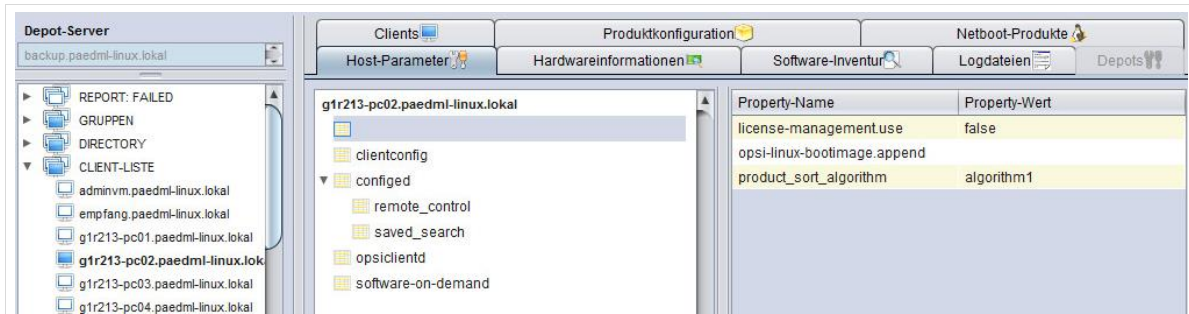 Depot-Server
backup.paedml-linux.lokal
REPORT: FAILED
GRUPPEN
DIRECTORY
CLIENT-LISTE
adminvm.paedml-linux.lokal
empfang.paedml-linux.lokal
g1r213-pc01.paedml-linux.lokal
g1r213-pc02.paedml-linux.lok
g1r213-pc03.paedml-linux.lokal
g1r213-pc04.paedml-linux.lokal
Clients Produktkonfiguration Netboot-Produkte
Host-Parameter Hardwareinformationen Software-Inventur Logdateien Depots
g1r213-pc02.paedml-linux.lokal
clientconfig
configed
remote_control
saved_search
opsiclientd
software-on-demand
Property-Name Property-Wert
license-management.use false
opsi-linux-bootimage.append
product_sort_algorithm algorithm1